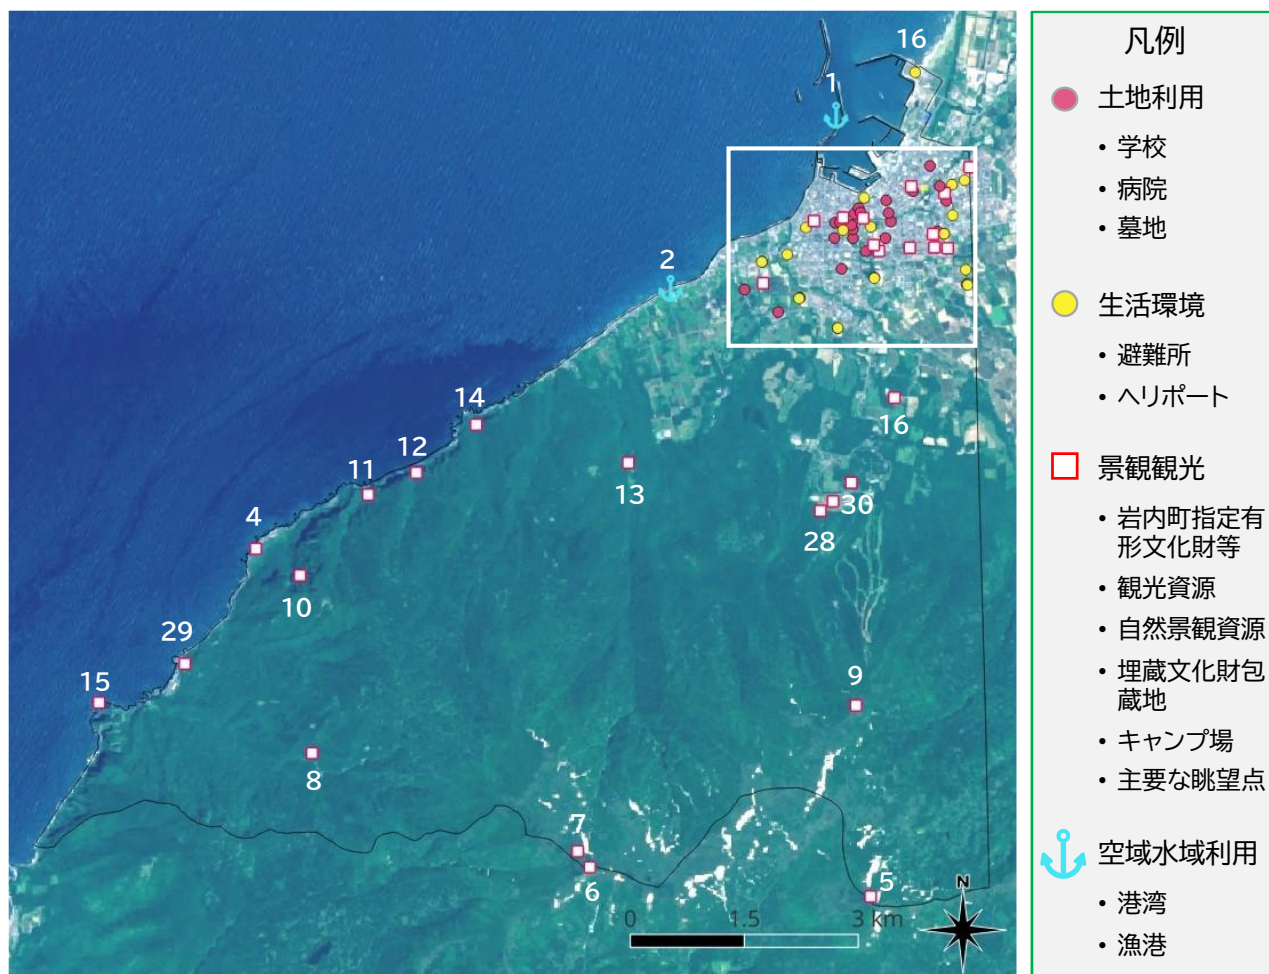 16
1
2
14
12
11
4
16
13
30
28
10
29
15
9
8
7
6
5
N
0
1.5
3 km
凡例
土地利用
• 学校
• 病院
• 墓地
生活環境
• 避難所
• ヘリポート
景観観光
• 岩内町指定有
形文化財等
• 観光資源
• 自然景観資源
• 埋蔵文化財包
蔵地
• キャンプ場
• 主要な眺望点
空域水域利用
• 港湾
• 漁港